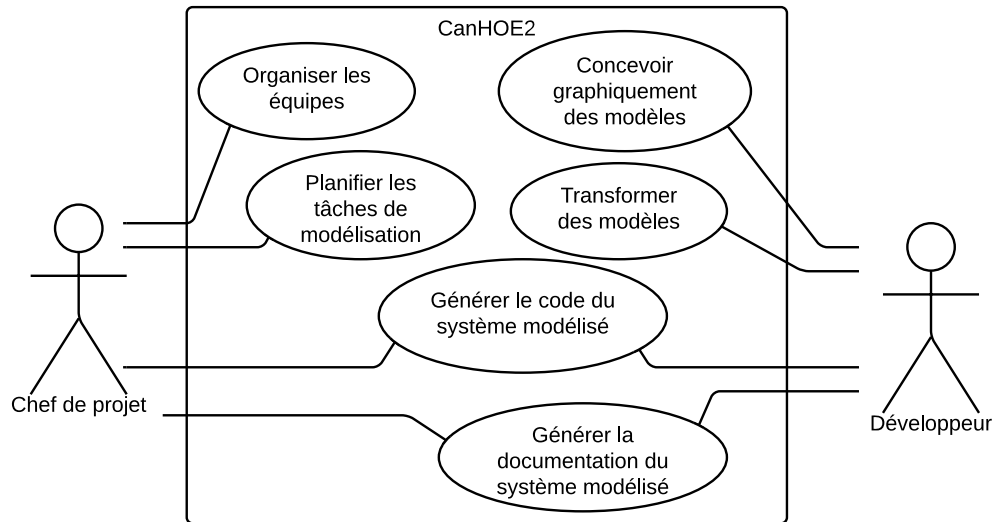 CanHOE2
Organiser les
équipes
Concevoir
graphiquement
des modèles
Planifier les
tâches de
modélisation
Transformer
des modèles
Générer le code du
système modélisé
Chef de projet
Développeur
Générer la
documentation du
système modélisé